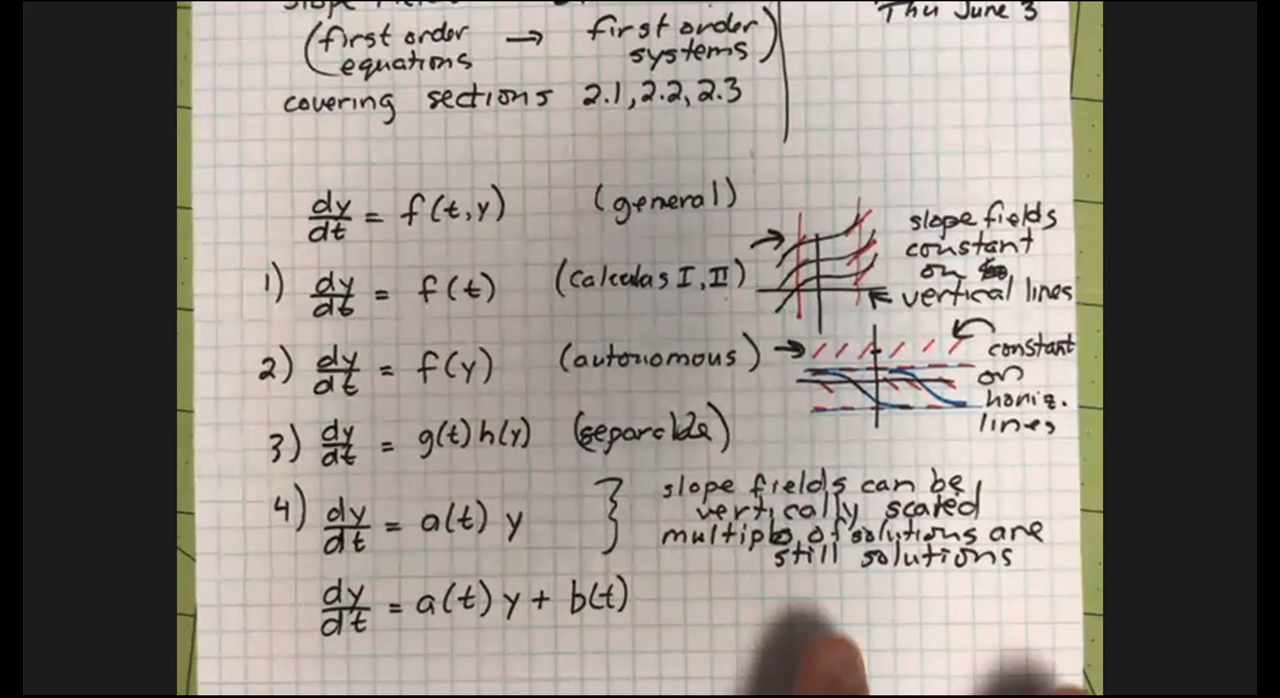 Slope Fields
Thu June 3
(first order → first order)
equations systems
covering sections 2.1, 2.2, 2.3
dy/dt = f(t,y) (general)
1) dy/dt = f(t) (Calculas I, II)
slope fields
constant
on
vertical lines
2) dy/dt = f(y) (autonomous)
constant
on
horiz.
lines
3) dy/dt = g(t) h(y) (separable)
4) dy/dt = a(t) y
slope fields can be
vertically scaled
multiples of solutions are
still solutions
dy/dt = a(t) y + b(t)